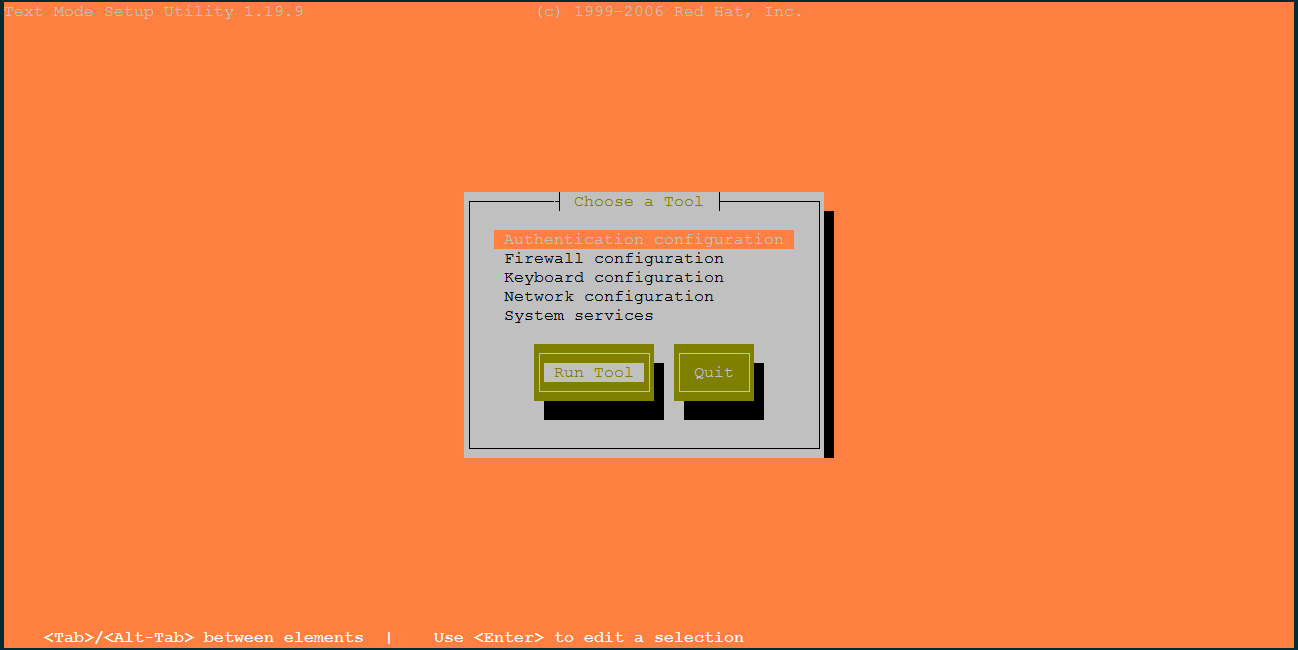 Text Mode Setup Utility 1.19.9 (c) 1999-2006 Red Hat, Inc.
Choose a Tool
Authentication configuration
Firewall configuration
Keyboard configuration
Network configuration
System services
Run Tool Quit
<Tab>/<Alt-Tab> between elements | Use <Enter> to edit a selection